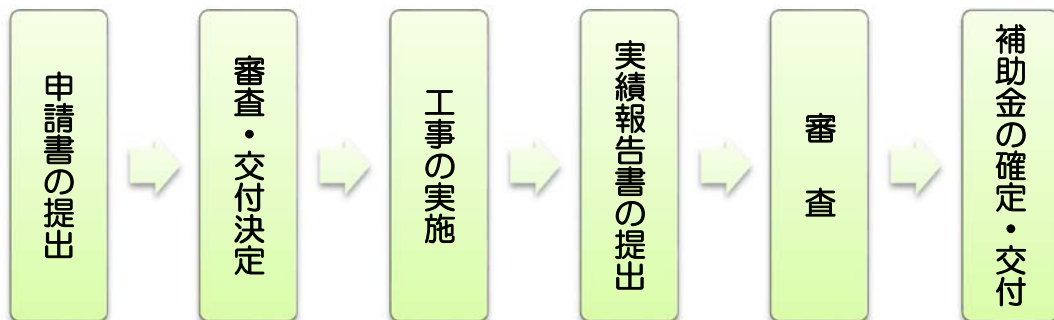 申請書の提出
審査・交付決定
工事の実施
実績報告書の提出
審　査
補助金の確定・交付